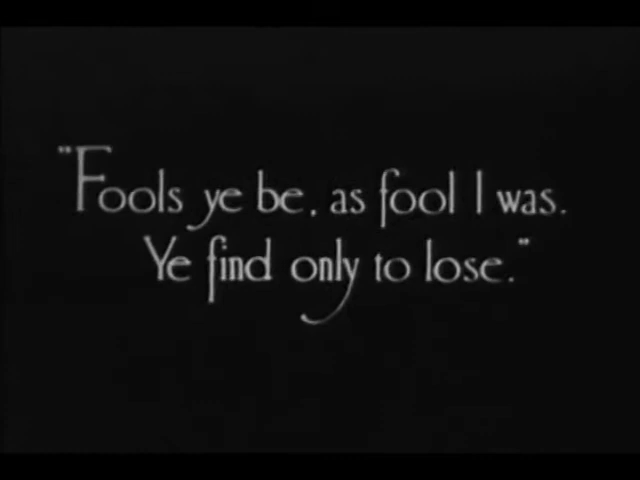 "Fools ye be, as fool I was.
Ye find only to lose."